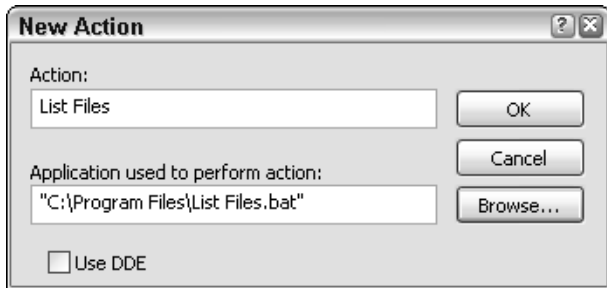 New Action
Action:
List Files
OK
Cancel
Application used to perform action:
"C:\Program Files\List Files.bat"
Browse...
Use DDE